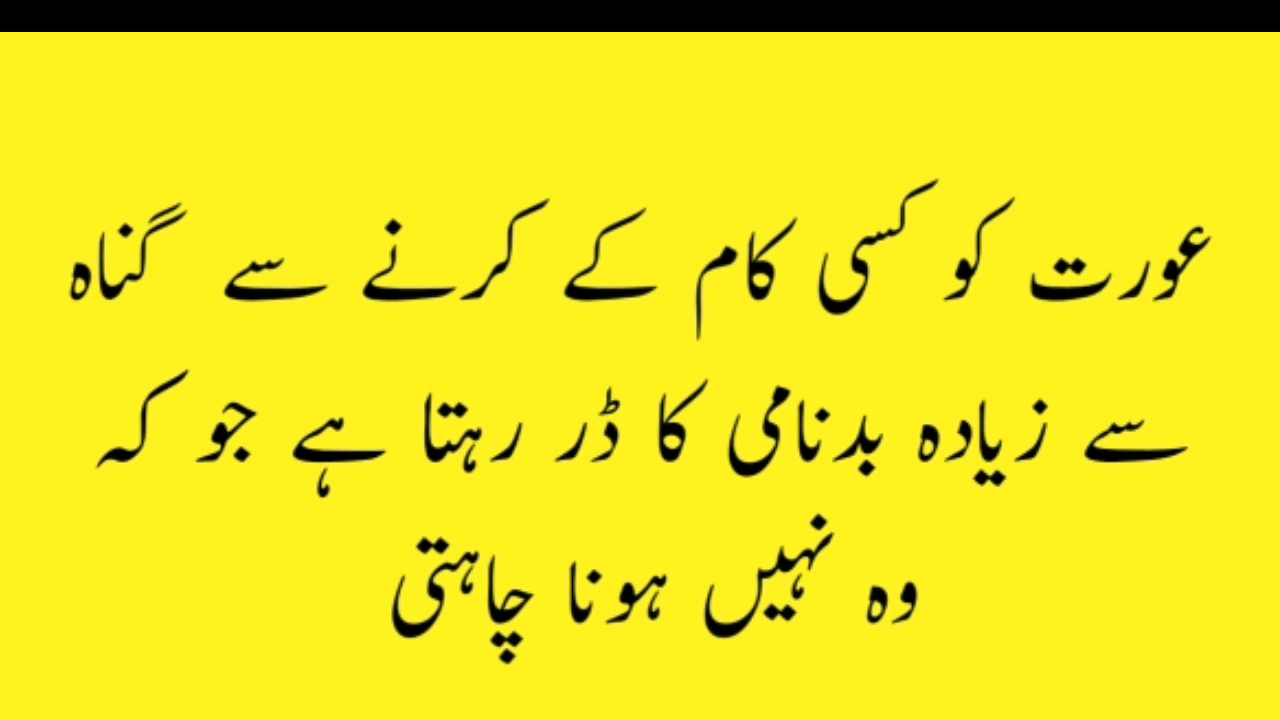 عورت کو کسی کام کے کرنے سے گناہ
سے زیادہ بدنامی کا ڈر رہتا ہے جو کہ
وہ نہیں ہونا چاہتی